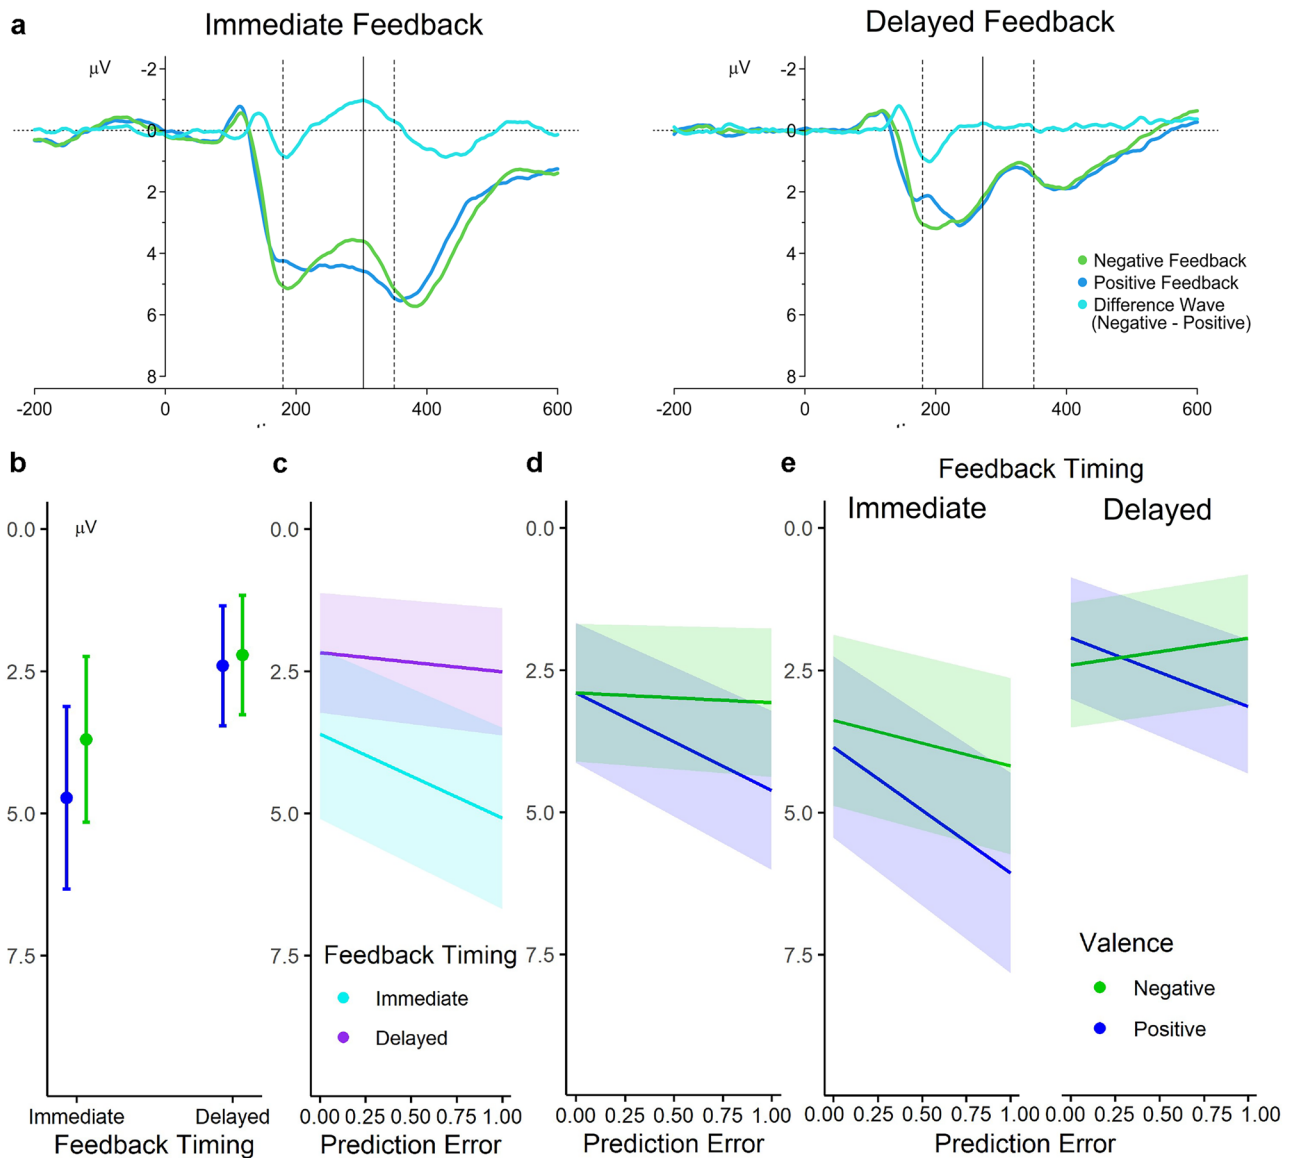 a
Immediate Feedback
Delayed Feedback
µV
-2
0
2
4
6
8
-200 0 200 400 600
µV
-2
0
2
4
6
8
-200 0 200 400 600
Negative Feedback
Positive Feedback
Difference Wave
(Negative - Positive)
b
µV
0.0
2.5
5.0
7.5
Immediate Delayed
Feedback Timing
c
0.0
2.5
5.0
7.5
Feedback Timing
Immediate
Delayed
0.00 0.25 0.50 0.75 1.00
Prediction Error
d
0.0
2.5
5.0
7.5
0.00 0.25 0.50 0.75 1.00
Prediction Error
e
Feedback Timing
Immediate
Delayed
0.0
2.5
5.0
7.5
Valence
Negative
Positive
0.00 0.25 0.50 0.75 1.00 0.00 0.25 0.50 0.75 1.00
Prediction Error